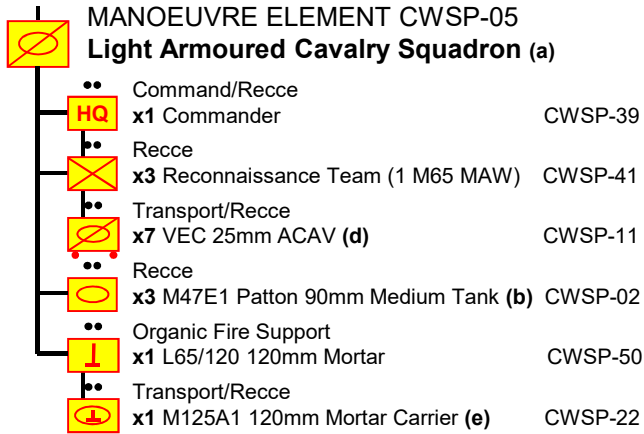 MANOEUVRE ELEMENT CWSP-05
Light Armoured Cavalry Squadron (a)
Command/Recce
HQ x1 Commander CWSP-39
Recce
x3 Reconnaissance Team (1 M65 MAW) CWSP-41
Transport/Recce
x7 VEC 25mm ACAV (d) CWSP-11
Recce
x3 M47E1 Patton 90mm Medium Tank (b) CWSP-02
Organic Fire Support
x1 L65/120 120mm Mortar CWSP-50
Transport/Recce
x1 M125A1 120mm Mortar Carrier (e) CWSP-22